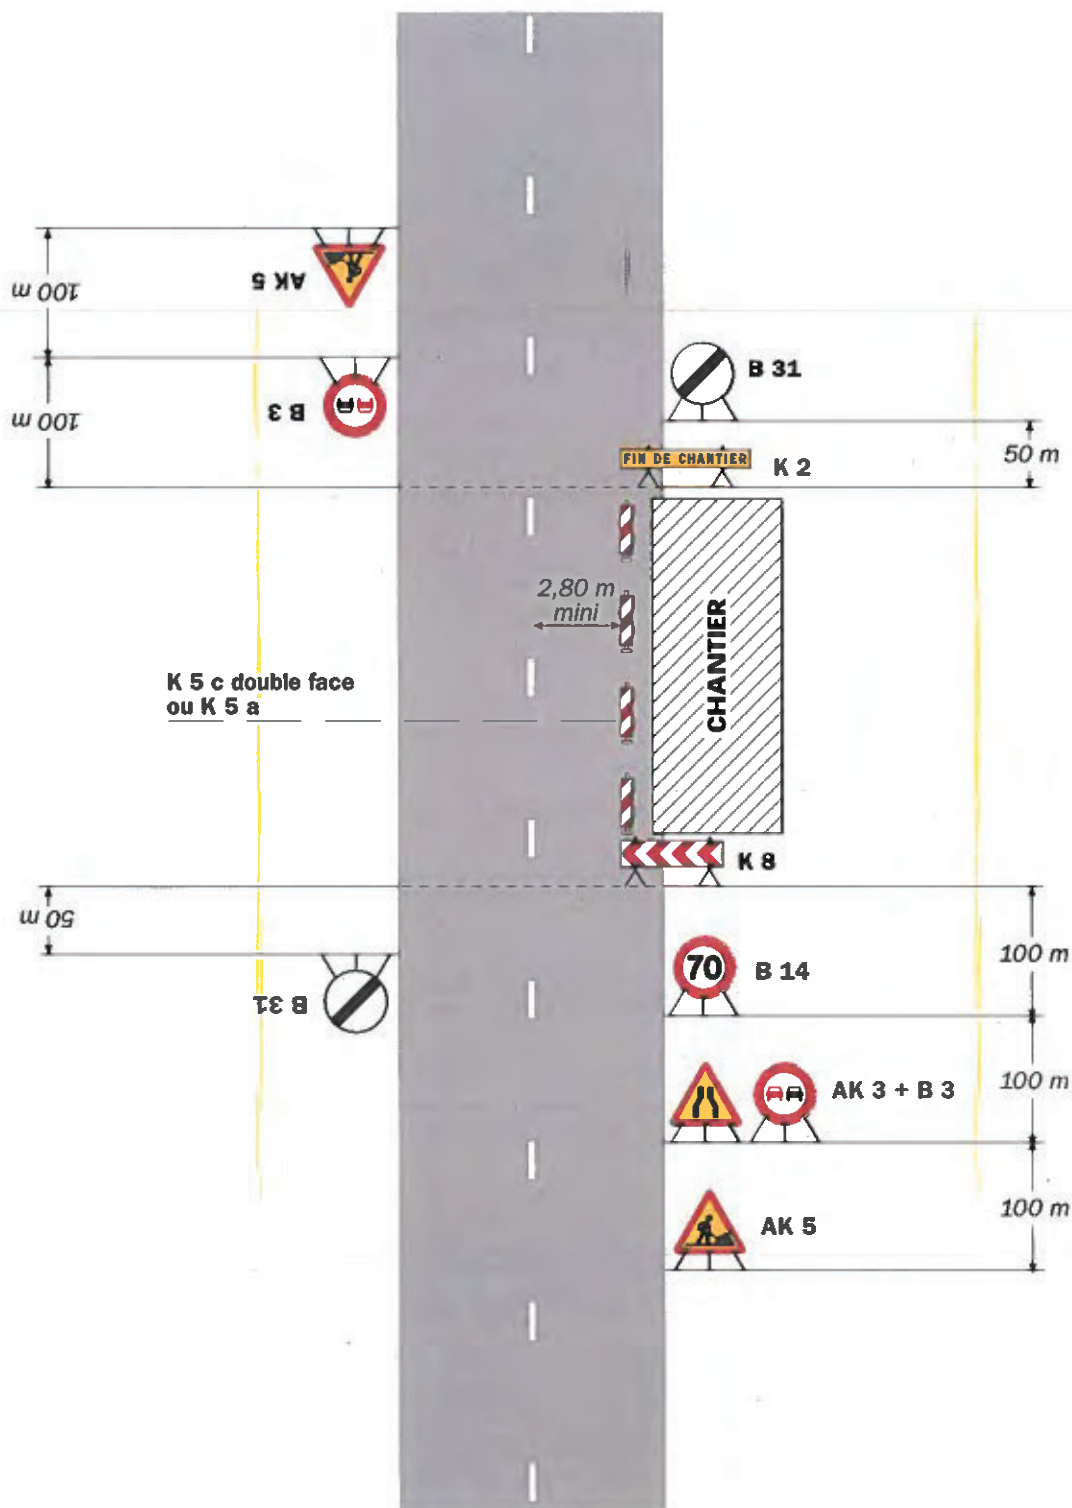 100 m
AK 5
100 m
B 3
B 31
FIN DE CHANTIER
K 2
50 m
2,80 m
mini
CHANTIER
K 5 c double face
ou K 5 a
K 8
50 m
B 31
70
B 14
100 m
AK 3 + B 3
100 m
AK 5
100 m